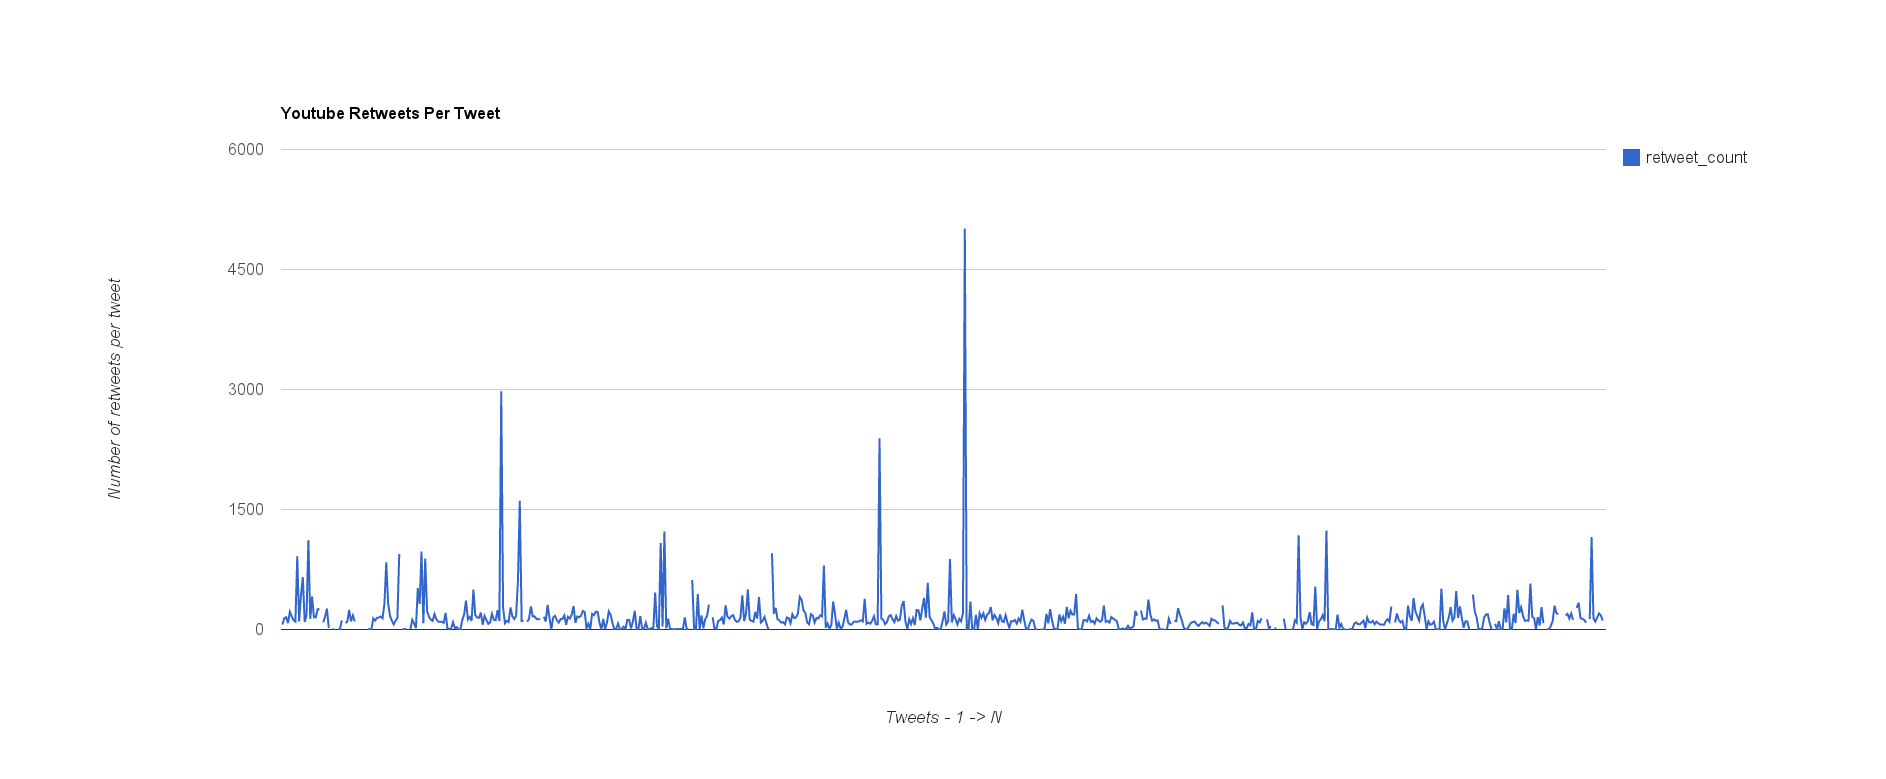 Youtube Retweets Per Tweet
6000
4500
3000
1500
0
Number of retweets per tweet
Tweets - 1 -> N
retweet_count